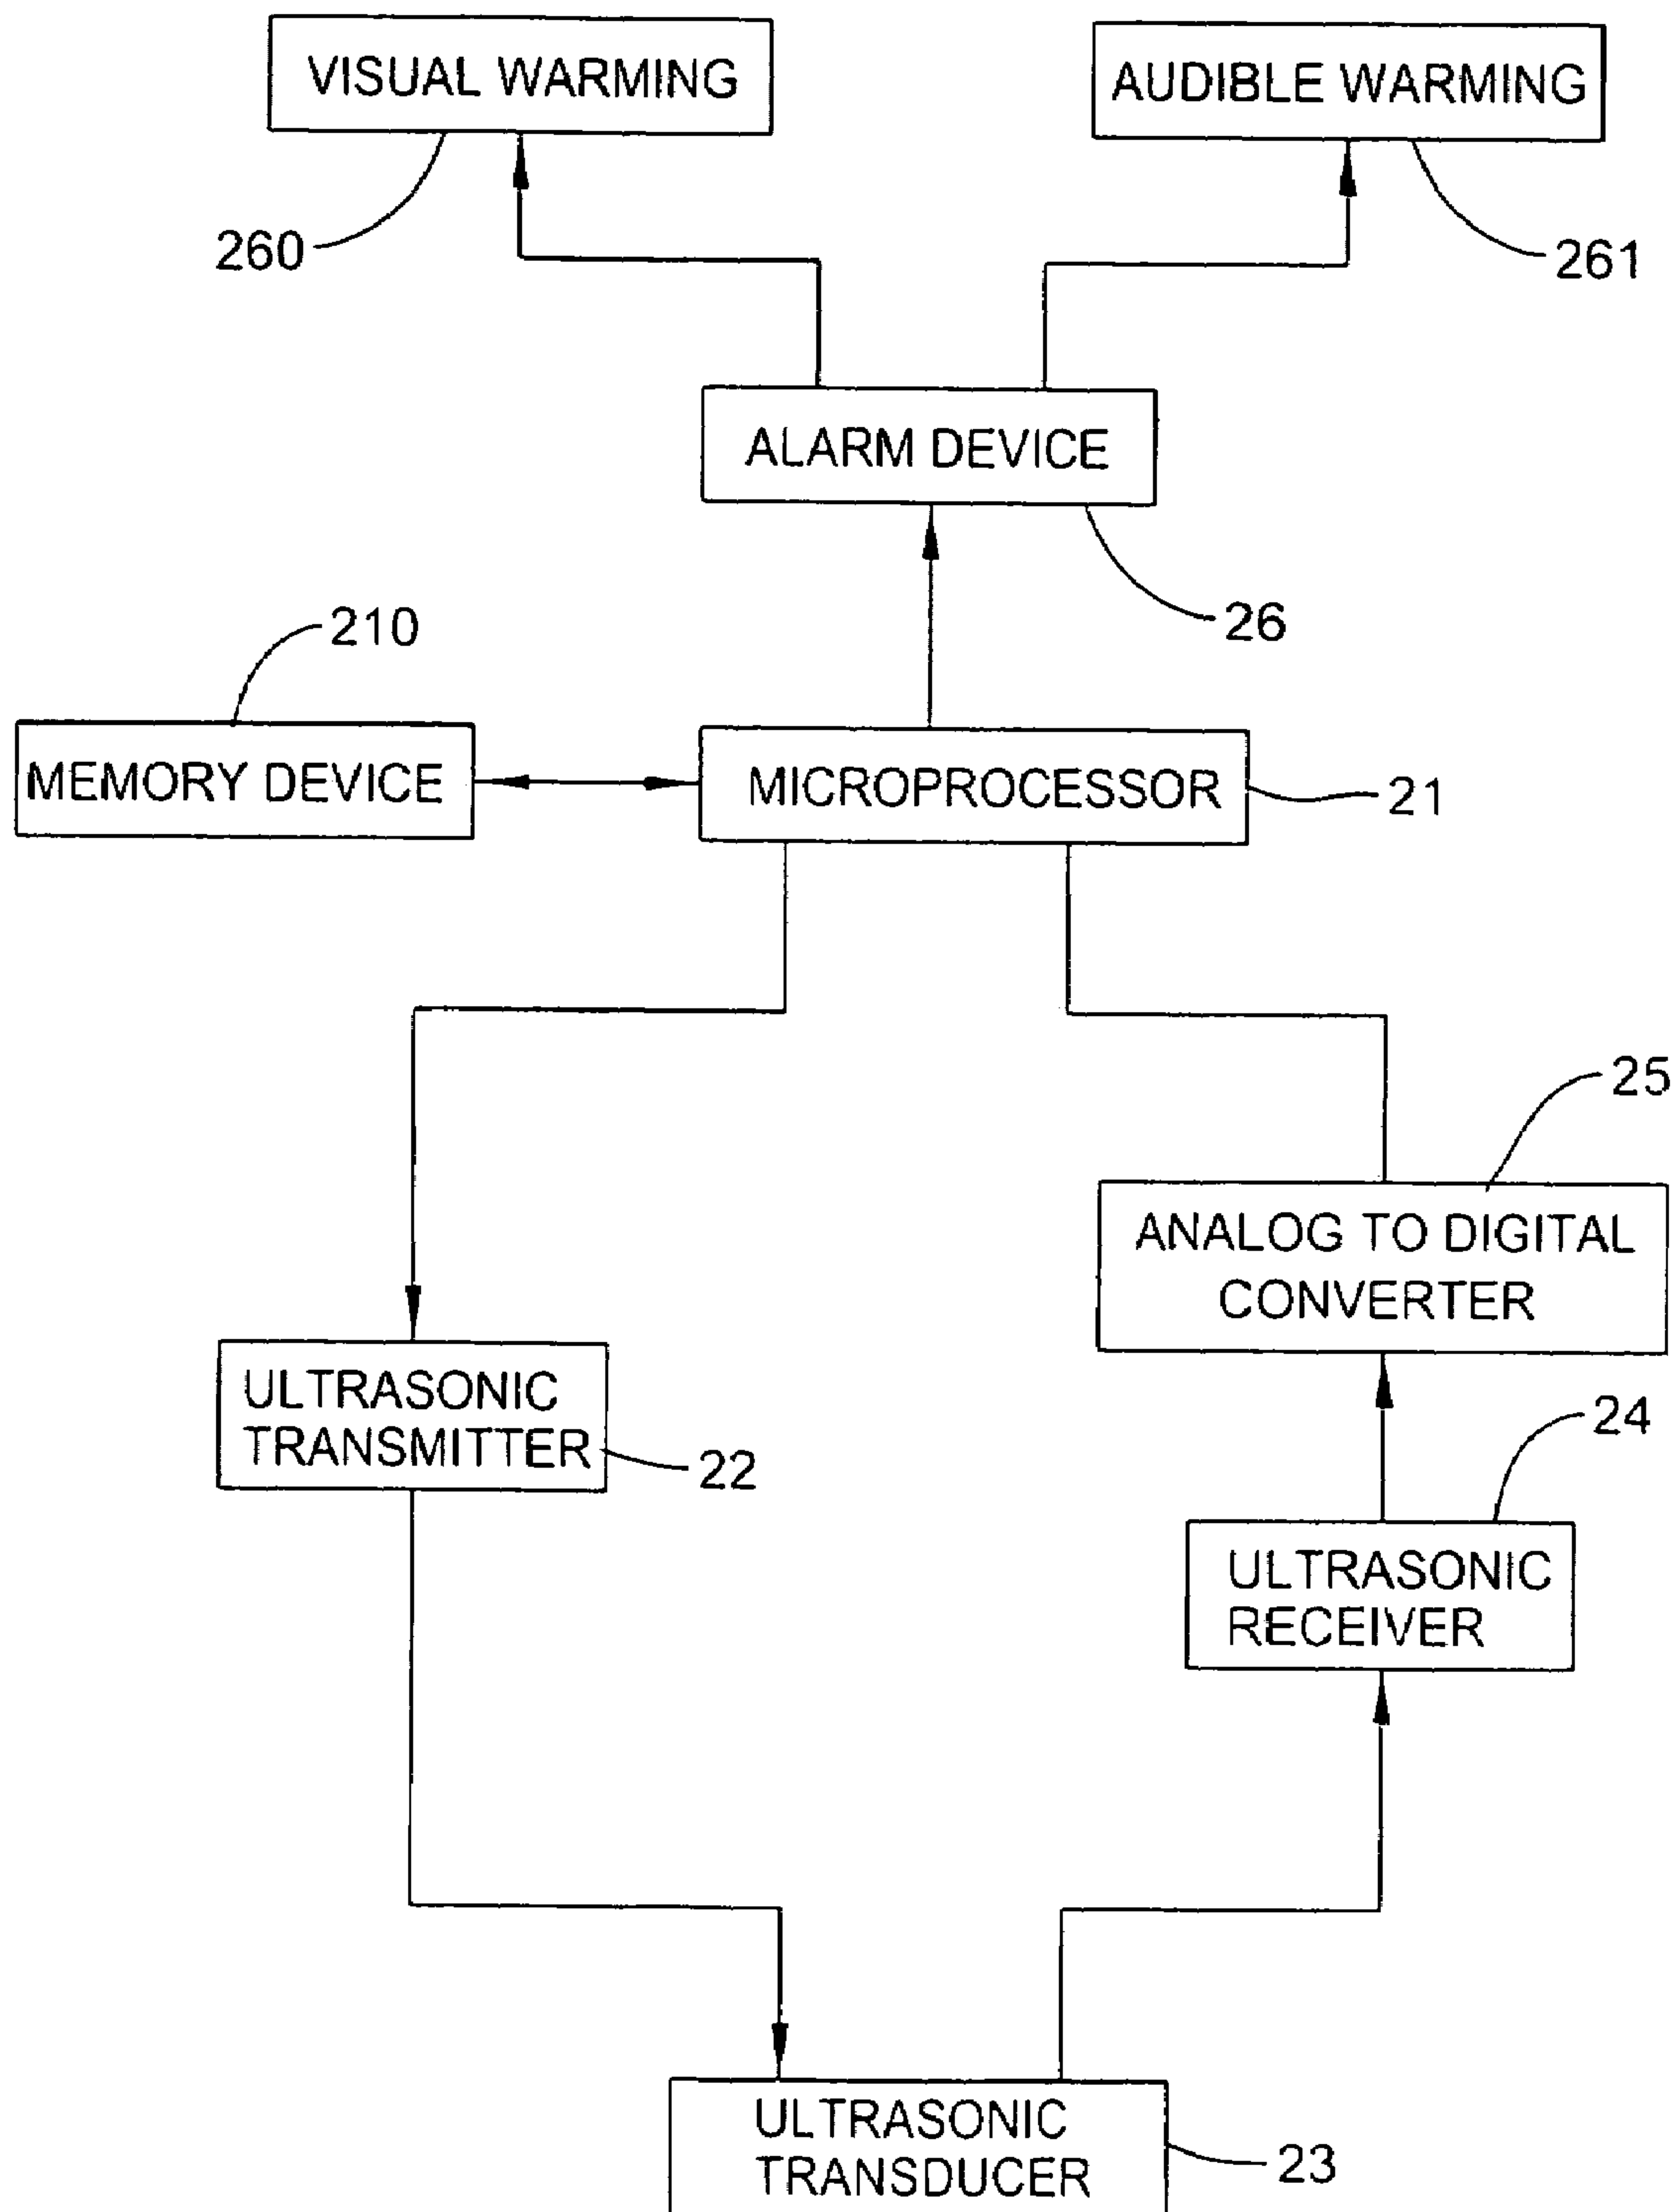 VISUAL WARMING
AUDIBLE WARMING
260
261
ALARM DEVICE
26
210
MEMORY DEVICE
MICROPROCESSOR
21
25
ANALOG TO DIGITAL
CONVERTER
ULTRASONIC
TRANSMITTER
22
24
ULTRASONIC
RECEIVER
ULTRASONIC
TRANSDUCER
23